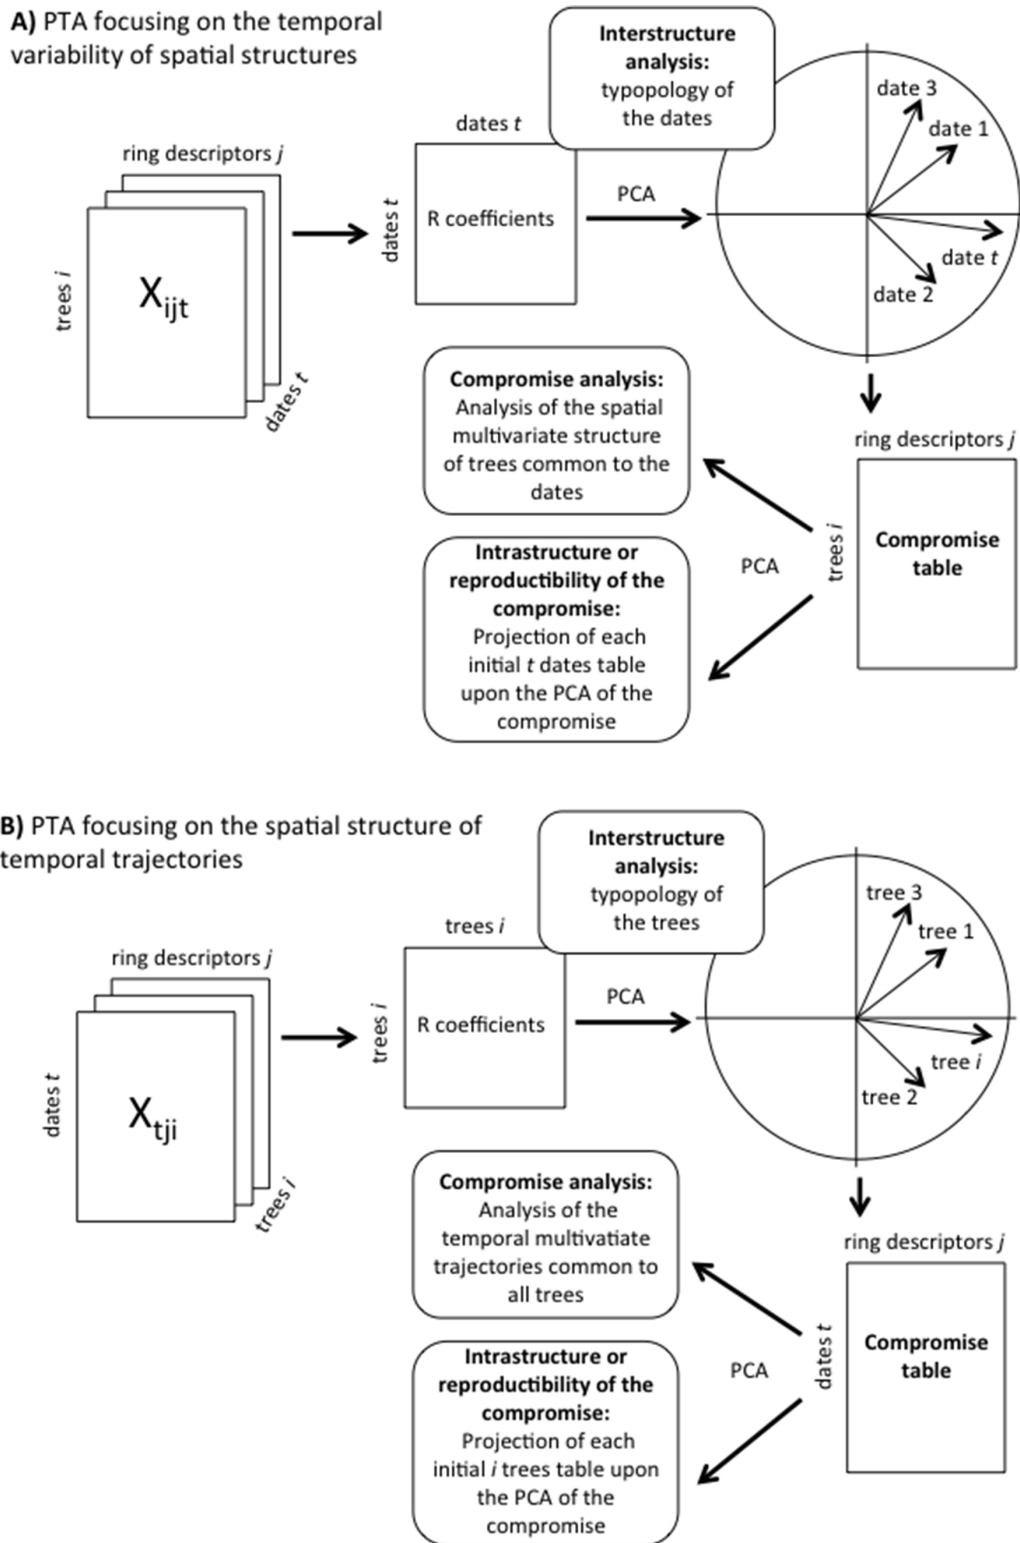 A) PTA focusing on the temporal
variability of spatial structures
Interstructure
analysis:
typopology of
the dates
ring descriptors j
trees i
Xijt
dates t
dates t
dates t
R coefficients
PCA
date 3
date 1
date t
date 2
Compromise analysis:
Analysis of the spatial
multivariate structure
of trees common to the
dates
Intrastructure or
reproductibility of the
compromise:
Projection of each
initial t dates table
upon the PCA of the
compromise
PCA
ring descriptors j
trees i
Compromise
table
B) PTA focusing on the spatial structure of
temporal trajectories
Interstructure
analysis:
typopology of
the trees
ring descriptors j
dates t
Xtji
trees i
trees i
trees i
R coefficients
PCA
tree 3
tree 1
tree i
tree 2
Compromise analysis:
Analysis of the
temporal multivatiate
trajectories common to
all trees
Intrastructure or
reproductibility of the
compromise:
Projection of each
initial i trees table upon
the PCA of the
compromise
PCA
ring descriptors j
dates t
Compromise
table